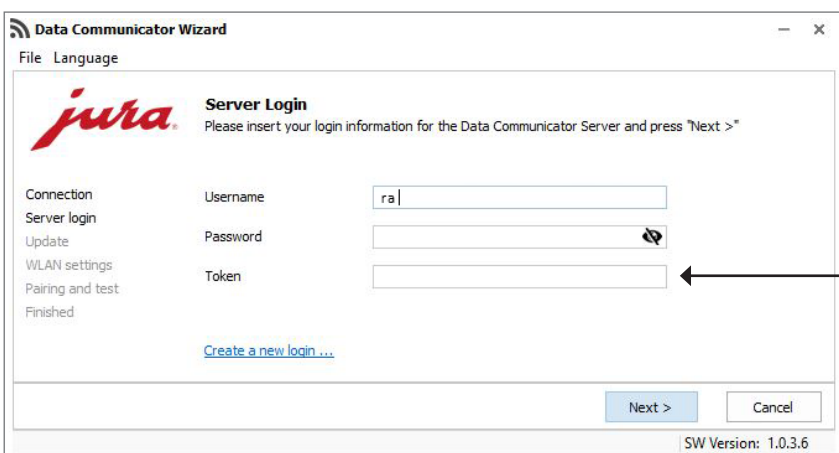 Data Communicator Wizard
File Language
jura
Server Login
Please insert your login information for the Data Communicator Server and press "Next >"
Connection
Server login
Update
WLAN settings
Pairing and test
Finished
Username ra
Password
Token
Create a new login ...
Next > Cancel
SW Version: 1.0.3.6